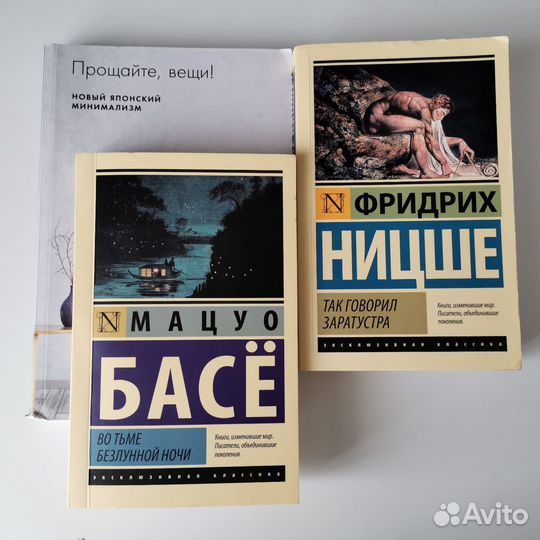 Прощайте, вещи!
НОВЫЙ ЯПОНСКИЙ
МИНИМАЛИЗМ
ФРИДРИХ
НИЦШЕ
ТАК ГОВОРИЛ
ЗАРАТУСТРА
Книги, изменившие мир.
Писатели, объединившие
поколения.
ЭКСКЛЮЗИВНАЯ КЛАССИКА
N МАЦУО
БАСЁ
ВО ТЬМЕ
БЕЗЛУННОЙ НОЧИ
Книги, изменившие мир.
Писатели, объединившие
поколения.
ЭКСКЛЮЗИВНАЯ КЛАССИКА
Avito